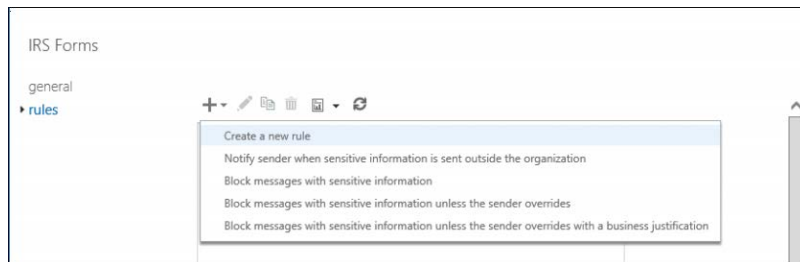 IRS Forms
general
rules
Create a new rule
Notify sender when sensitive information is sent outside the organization
Block messages with sensitive information
Block messages with sensitive information unless the sender overrides
Block messages with sensitive information unless the sender overrides with a business justification